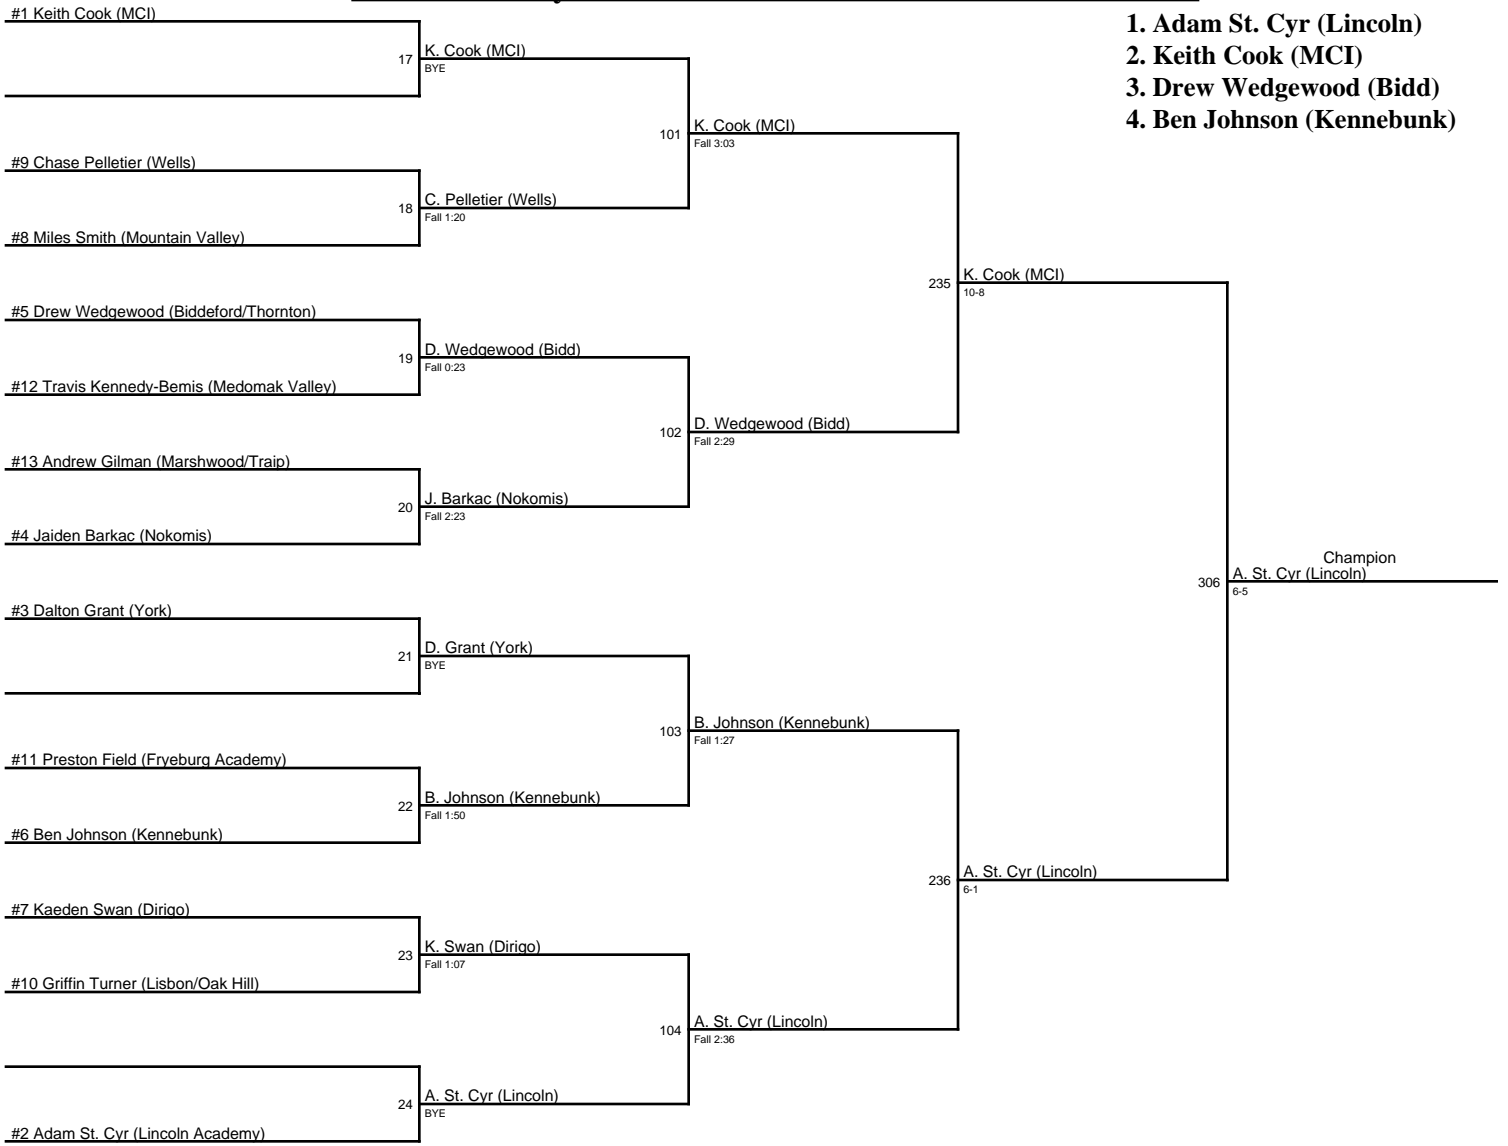 #1 Keith Cook (MCI)
1. Adam St. Cyr (Lincoln)
2. Keith Cook (MCI)
3. Drew Wedgewood (Bidd)
4. Ben Johnson (Kennebunk)
17 K. Cook (MCI)
BYE
101 K. Cook (MCI)
Fall 3:03
#9 Chase Pelletier (Wells)
18 C. Pelletier (Wells)
Fall 1:20
#8 Miles Smith (Mountain Valley)
235 K. Cook (MCI)
10-8
#5 Drew Wedgewood (Biddeford/Thornton)
19 D. Wedgewood (Bidd)
Fall 0:23
#12 Travis Kennedy-Bemis (Medomak Valley)
102 D. Wedgewood (Bidd)
Fall 2:29
#13 Andrew Gilman (Marshwood/Traip)
20 J. Barkac (Nokomis)
Fall 2:23
#4 Jaiden Barkac (Nokomis)
Champion
306 A. St. Cyr (Lincoln)
6-5
#3 Dalton Grant (York)
21 D. Grant (York)
BYE
103 B. Johnson (Kennebunk)
Fall 1:27
#11 Preston Field (Fryeburg Academy)
22 B. Johnson (Kennebunk)
Fall 1:50
#6 Ben Johnson (Kennebunk)
236 A. St. Cyr (Lincoln)
6-1
#7 Kaeden Swan (Dirigo)
23 K. Swan (Dirigo)
Fall 1:07
#10 Griffin Turner (Lisbon/Oak Hill)
104 A. St. Cyr (Lincoln)
Fall 2:36
24 A. St. Cyr (Lincoln)
BYE
#2 Adam St. Cyr (Lincoln Academy)